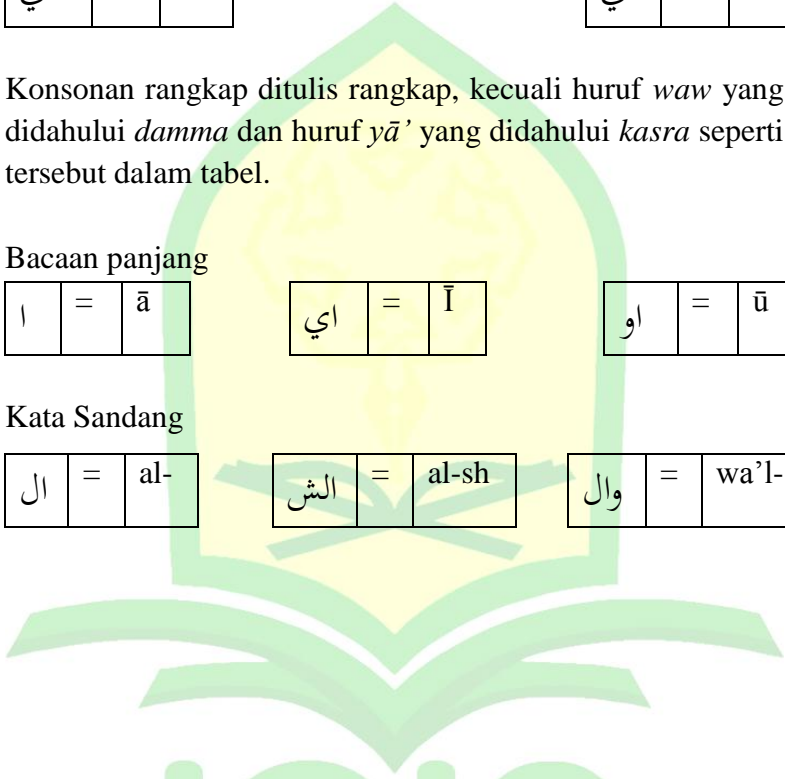 Konsonan rangkap ditulis rangkap, kecuali huruf waw yang
didahului damma dan huruf yā’ yang didahului kasra seperti
tersebut dalam tabel.
Bacaan panjang
ا = ā اي = Ī او = ū
Kata Sandang
ال = al- الش = al-sh وال = wa’l-